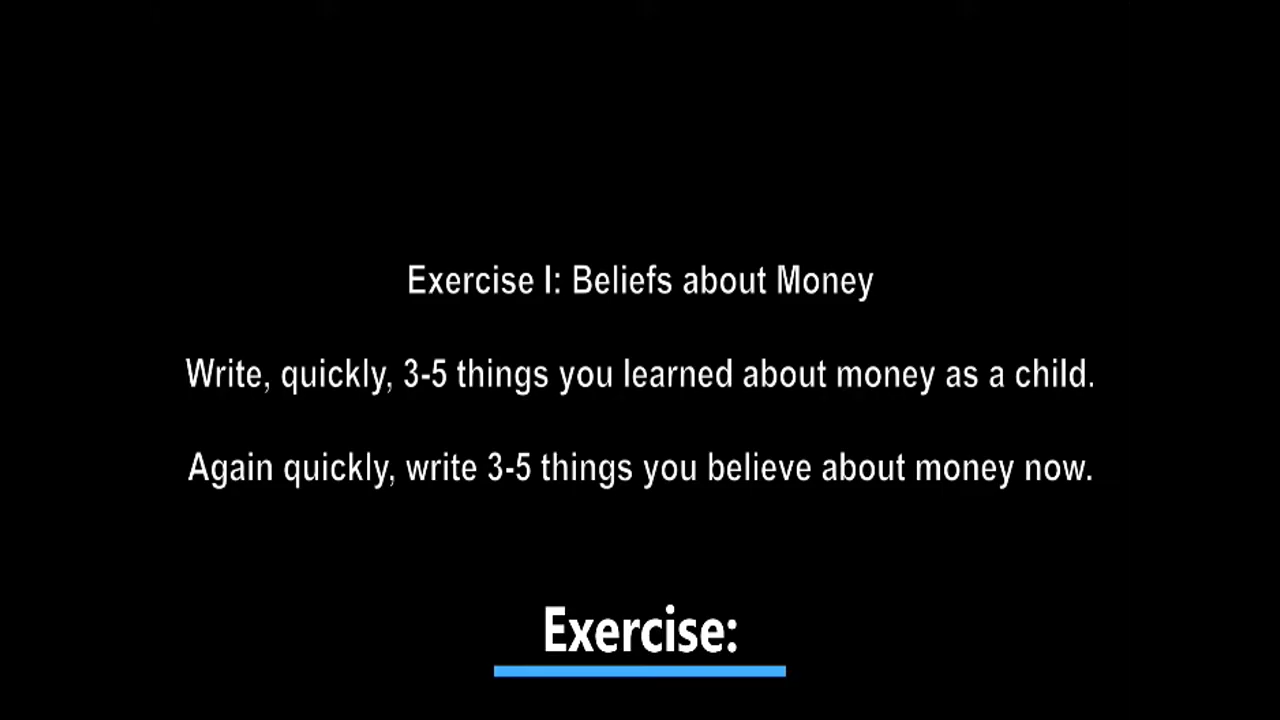 Exercise I: Beliefs about Money
Write, quickly, 3-5 things you learned about money as a child.
Again quickly, write 3-5 things you believe about money now.
Exercise: